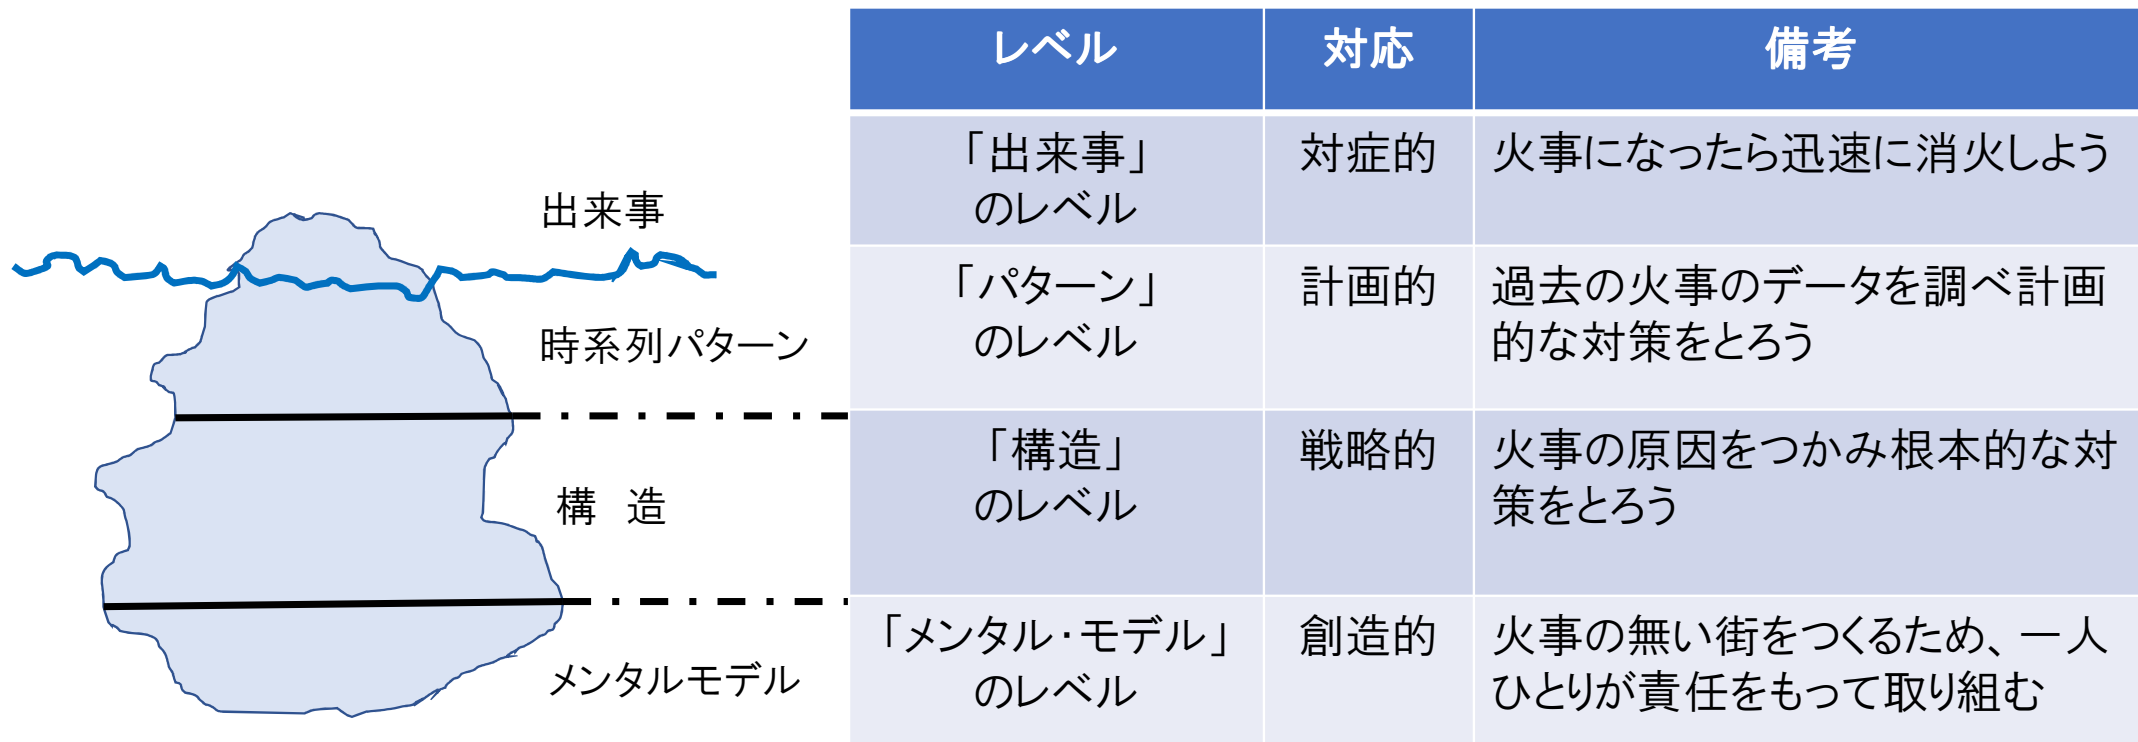 出来事
時系列パターン
構　造
メンタルモデル
レベル
対応
備考
「出来事」
のレベル
対症的
火事になったら迅速に消火しよう
「パターン」
のレベル
計画的
過去の火事のデータを調べ計画
的な対策をとろう
「構造」
のレベル
戦略的
火事の原因をつかみ根本的な対
策をとろう
「メンタル・モデル」
のレベル
創造的
火事の無い街をつくるため、一人
ひとりが責任をもって取り組む